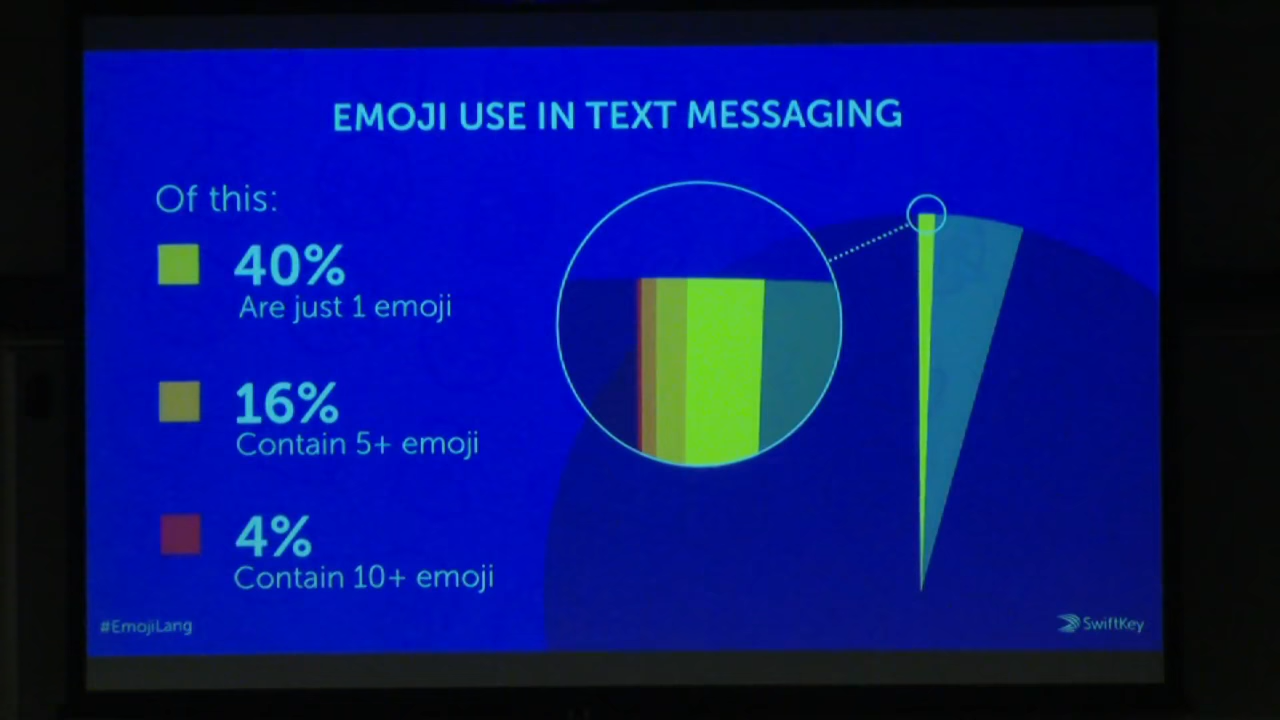 EMOJI USE IN TEXT MESSAGING
Of this:
40%
Are just 1 emoji
16%
Contain 5+ emoji
4%
Contain 10+ emoji
#EmojiLang
SwiftKey